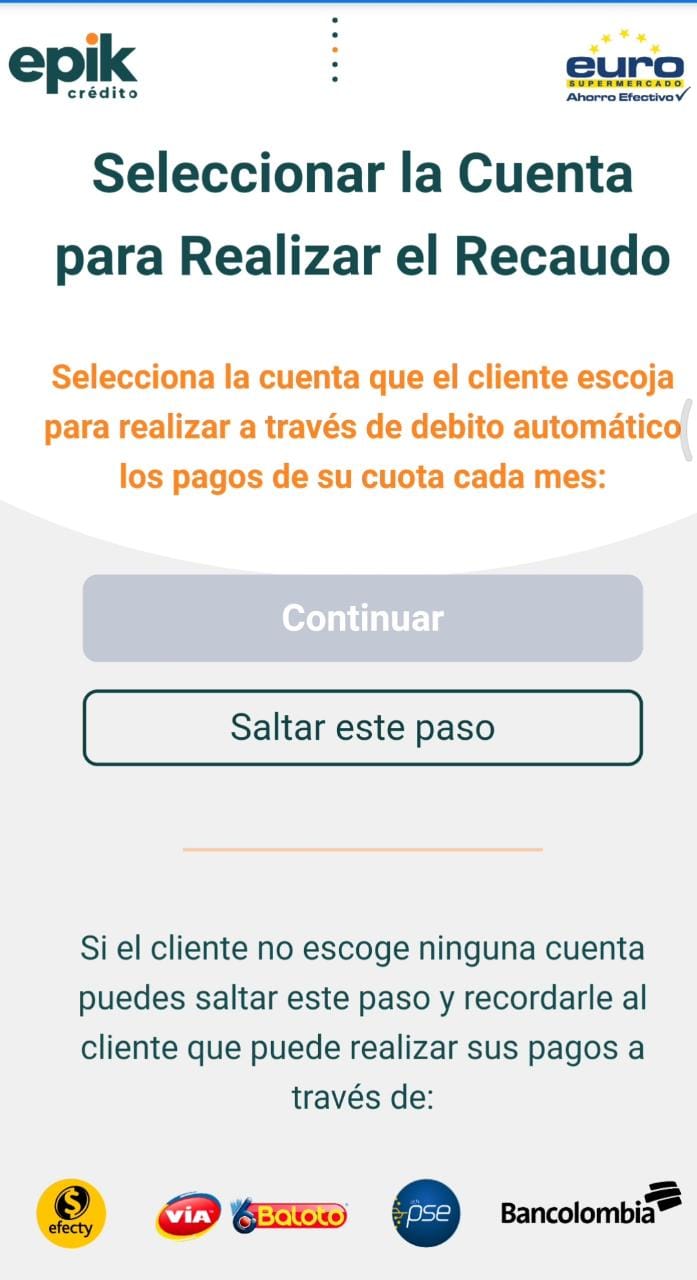 epik
crédito
euro
SUPERMERCADO
Ahorro Efectivo
Seleccionar la Cuenta
para Realizar el Recaudo
Selecciona la cuenta que el cliente escoja
para realizar a través de debito automático
los pagos de su cuota cada mes:
Continuar
Saltar este paso
Si el cliente no escoge ninguna cuenta
puedes saltar este paso y recordarle al
cliente que puede realizar sus pagos a
través de:
$
efecty
VIA Baloto
pse
Bancolombia